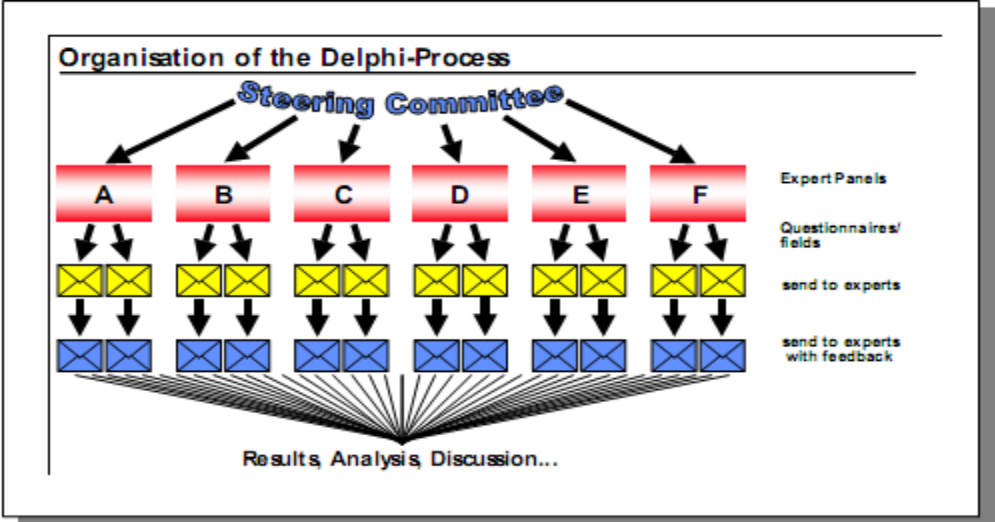 Organisation of the Delphi-Process
Steering Committee
A B C D E F
Expert Panels
Questionnaires/
fields
send to experts
send to experts
with feedback
Results, Analysis, Discussion...